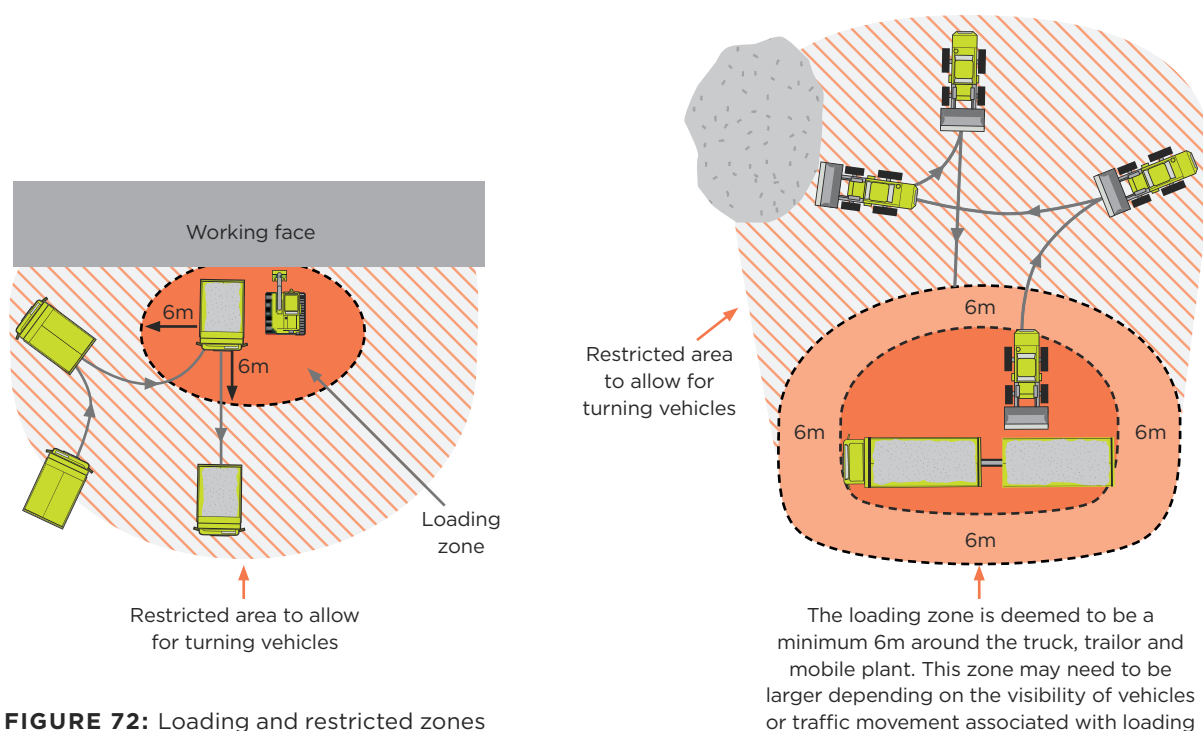 Working face
6m
6m
Loading
zone
Restricted area to allow
for turning vehicles
FIGURE 72: Loading and restricted zones
6m
Restricted area
to allow for
turning vehicles
6m
6m
6m
The loading zone is deemed to be a
minimum 6m around the truck, trailor and
mobile plant. This zone may need to be
larger depending on the visibility of vehicles
or traffic movement associated with loading